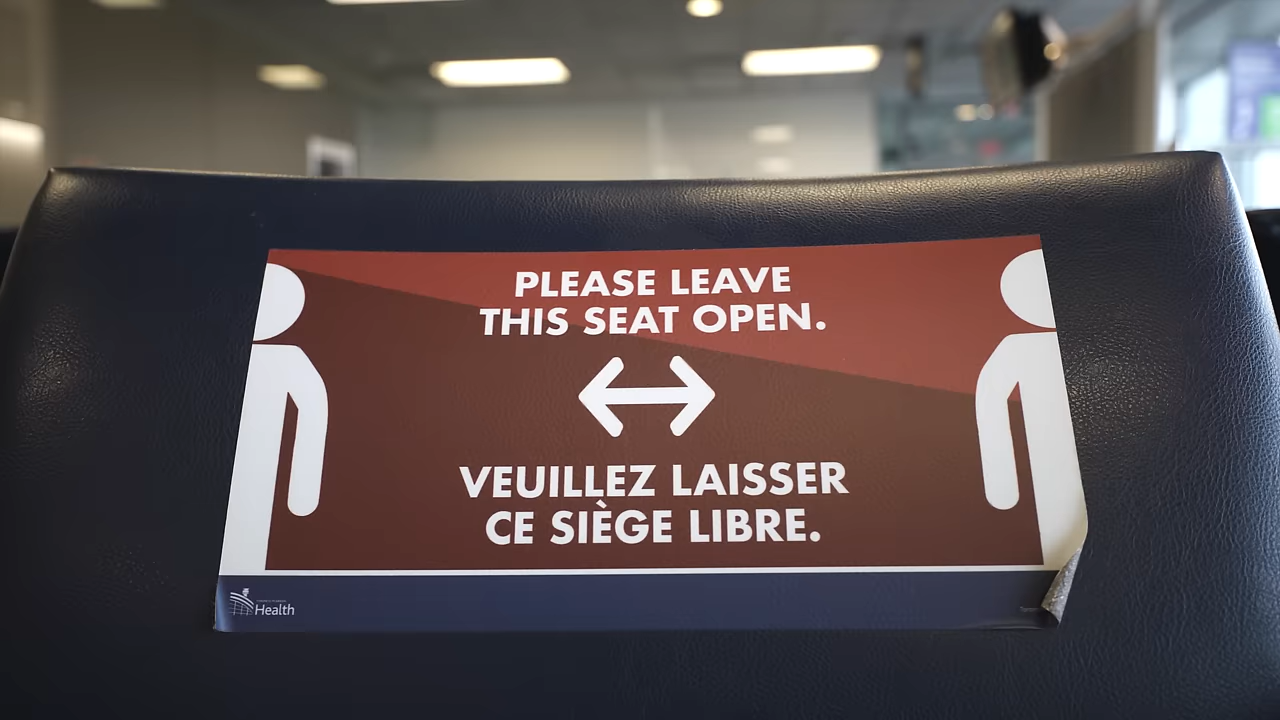 PLEASE LEAVE
THIS SEAT OPEN.
VEUILLEZ LAISSER
CE SIÈGE LIBRE.
Health